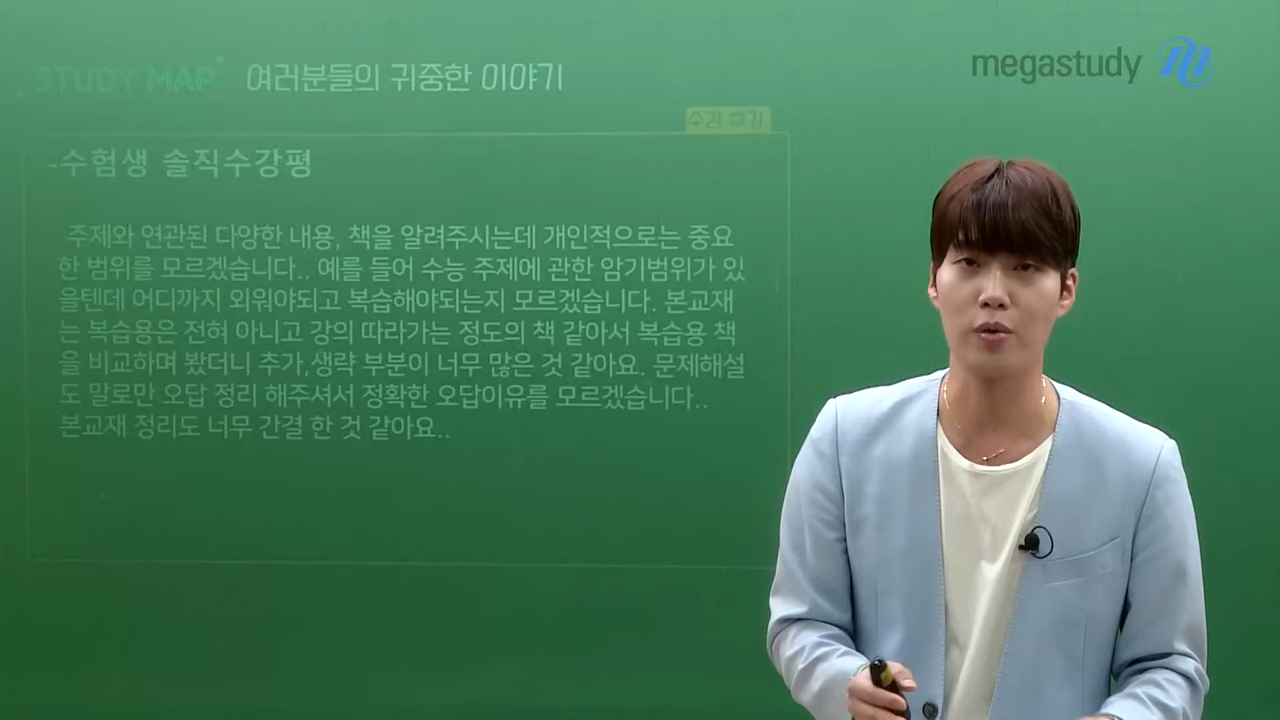 STUDY MAP 여러분들의 귀중한 이야기
megastudy
수강 후기
-수험생 솔직수강평
주제와 연관된 다양한 내용, 책을 알려주시는데 개인적으로는 중요
한 범위를 모르겠습니다.. 예를 들어 수능 주제에 관한 암기범위가 있
을텐데 어디까지 외워야되고 복습해야되는지 모르겠습니다. 본교재
는 복습용은 전혀 아니고 강의 따라가는 정도의 책 같아서 복습용 책
을 비교하며 봤더니 추가,생략 부분이 너무 많은 것 같아요. 문제해설
도 말로만 오답 정리 해주셔서 정확한 오답이유를 모르겠습니다..
본교재 정리도 너무 간결 한 것 같아요..